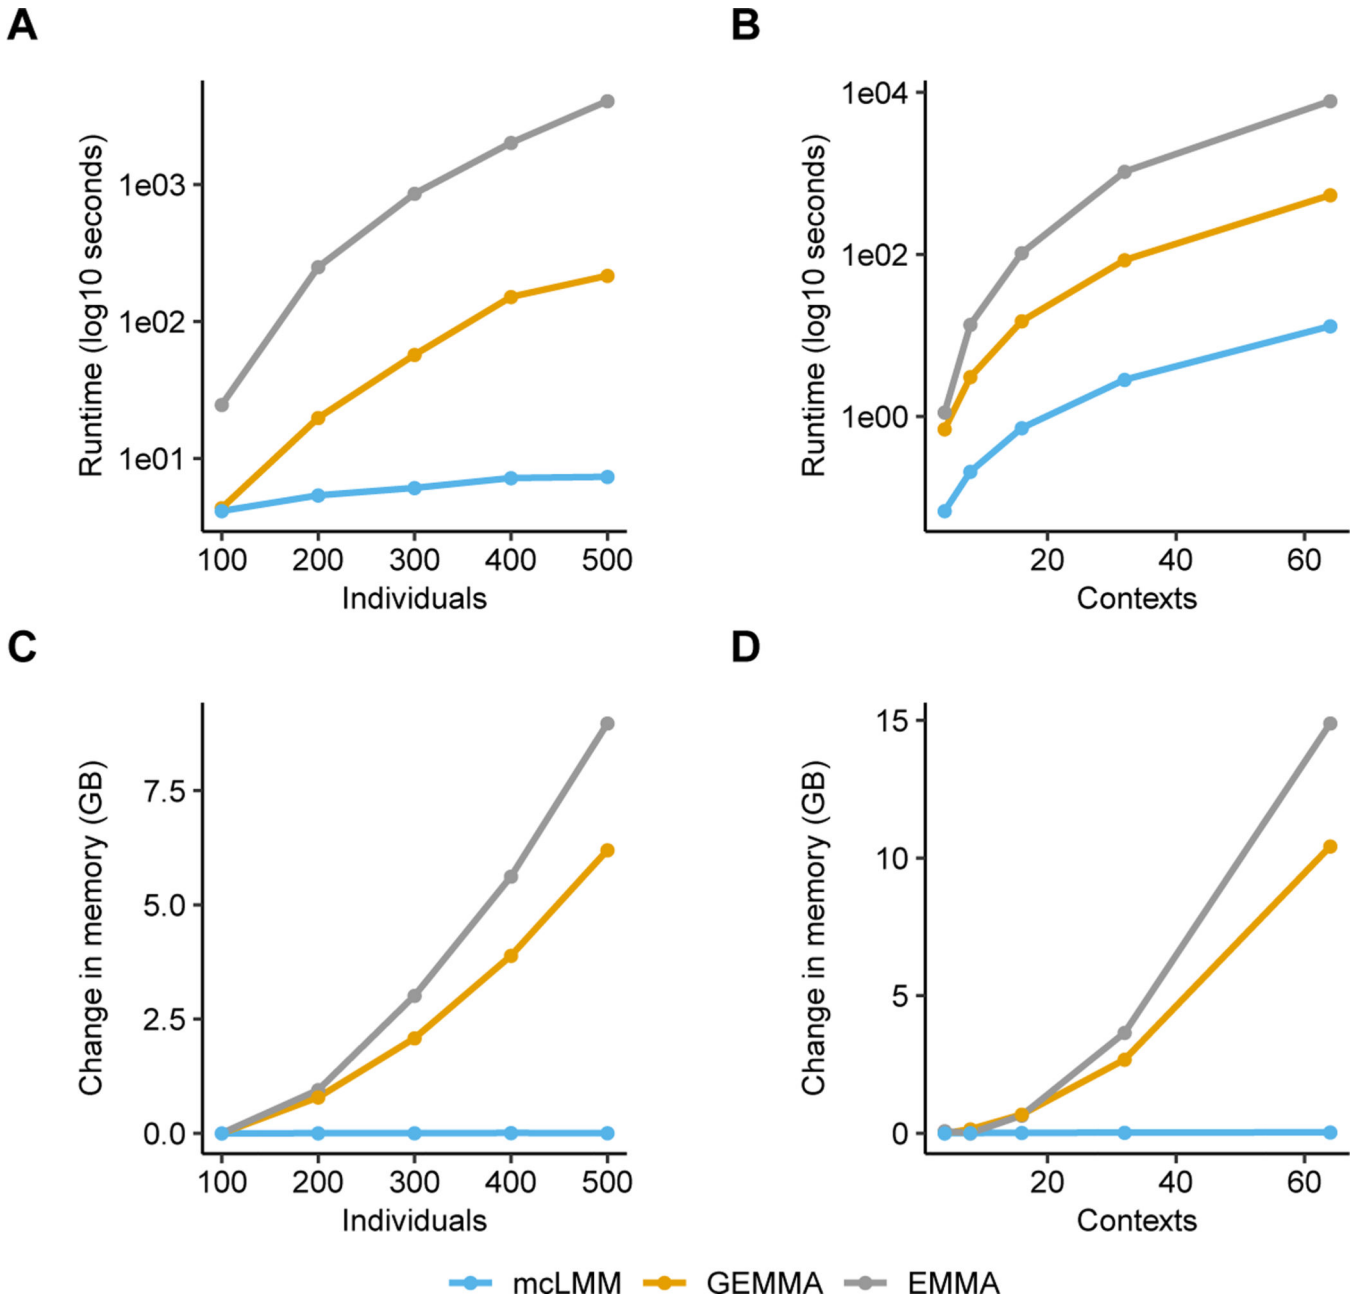 A
Runtime (log10 seconds)
1e03
1e02
1e01
100 200 300 400 500
Individuals
B
Runtime (log10 seconds)
1e04
1e02
1e00
20 40 60
Contexts
C
Change in memory (GB)
7.5
5.0
2.5
0.0
100 200 300 400 500
Individuals
D
Change in memory (GB)
15
10
5
0
20 40 60
Contexts
mcLMM GEMMA EMMA